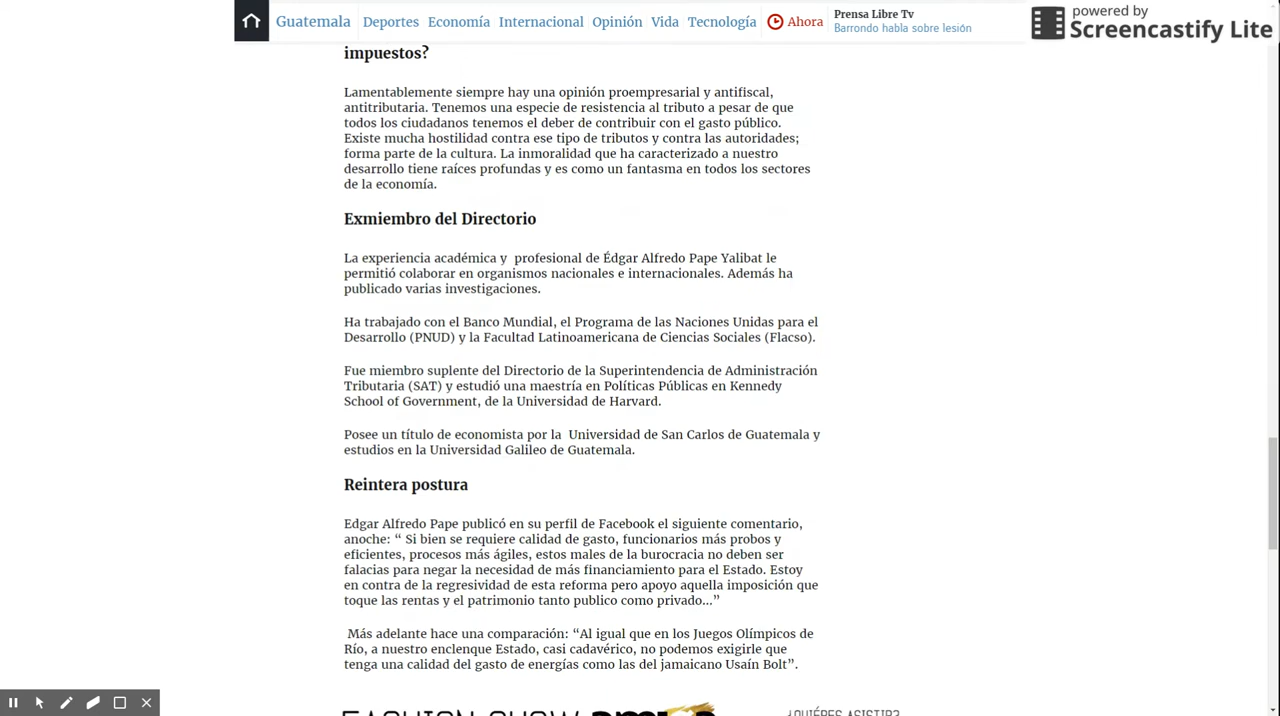 Guatemala Deportes Economía Internacional Opinión Vida Tecnología Ahora
Prensa Libre Tv
Barrondo habla sobre lesión
powered by
Screencastify Lite
impuestos?
Lamentablemente siempre hay una opinión proempresarial y antifiscal,
antitributaria. Tenemos una especie de resistencia al tributo a pesar de que
todos los ciudadanos tenemos el deber de contribuir con el gasto público.
Existe mucha hostilidad contra ese tipo de tributos y contra las autoridades;
forma parte de la cultura. La inmoralidad que ha caracterizado a nuestro
desarrollo tiene raíces profundas y es como un fantasma en todos los sectores
de la economía.
Exmiembro del Directorio
La experiencia académica y profesional de Édgar Alfredo Pape Yalibat le
permitió colaborar en organismos nacionales e internacionales. Además ha
publicado varias investigaciones.
Ha trabajado con el Banco Mundial, el Programa de las Naciones Unidas para el
Desarrollo (PNUD) y la Facultad Latinoamericana de Ciencias Sociales (Flacso).
Fue miembro suplente del Directorio de la Superintendencia de Administración
Tributaria (SAT) y estudió una maestría en Políticas Públicas en Kennedy
School of Government, de la Universidad de Harvard.
Posee un título de economista por la Universidad de San Carlos de Guatemala y
estudios en la Universidad Galileo de Guatemala.
Reintera postura
Edgar Alfredo Pape publicó en su perfil de Facebook el siguiente comentario,
anoche: “ Si bien se requiere calidad de gasto, funcionarios más probos y
eficientes, procesos más ágiles, estos males de la burocracia no deben ser
falacias para negar la necesidad de más financiamiento para el Estado. Estoy
en contra de la regresividad de esta reforma pero apoyo aquella imposición que
toque las rentas y el patrimonio tanto publico como privado...”
Más adelante hace una comparación: “Al igual que en los Juegos Olímpicos de
Río, a nuestro enclenque Estado, casi cadavérico, no podemos exigirle que
tenga una calidad del gasto de energías como las del jamaicano Usaín Bolt”.
FASHION SHOW
¿QUIÉRES ASISTIR?